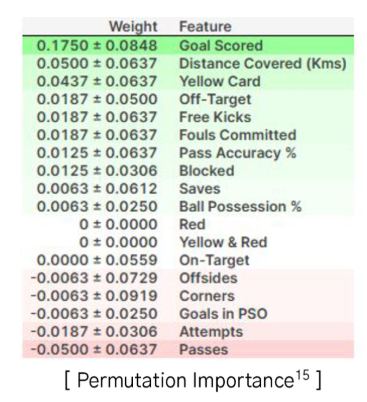 Weight Feature
0.1750 ± 0.0848 Goal Scored
0.0500 ± 0.0637 Distance Covered (Kms)
0.0437 ± 0.0637 Yellow Card
0.0187 ± 0.0500 Off-Target
0.0187 ± 0.0637 Free Kicks
0.0187 ± 0.0637 Fouls Committed
0.0125 ± 0.0637 Pass Accuracy %
0.0125 ± 0.0306 Blocked
0.0063 ± 0.0612 Saves
0.0063 ± 0.0250 Ball Possession %
0 ± 0.0000 Red
0 ± 0.0000 Yellow & Red
0.0000 ± 0.0559 On-Target
-0.0063 ± 0.0729 Offsides
-0.0063 ± 0.0919 Corners
-0.0063 ± 0.0250 Goals in PSO
-0.0187 ± 0.0306 Attempts
-0.0500 ± 0.0637 Passes
[ Permutation Importance¹⁵ ]